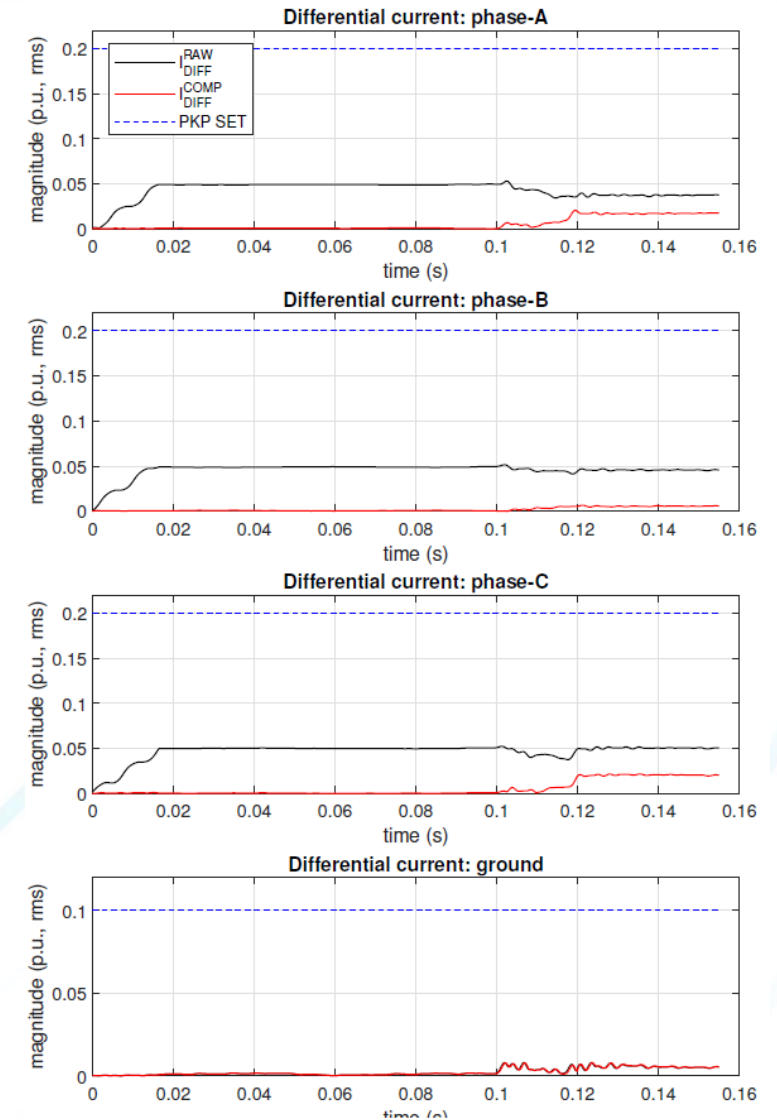 Differential current: phase-A
magnitude (p.u., rms)
0.2
0.15
0.1
0.05
0
I RAW DIFF
I COMP DIFF
PKP SET
0 0.02 0.04 0.06 0.08 0.1 0.12 0.14 0.16
time (s)
Differential current: phase-B
magnitude (p.u., rms)
0.2
0.15
0.1
0.05
0
0 0.02 0.04 0.06 0.08 0.1 0.12 0.14 0.16
time (s)
Differential current: phase-C
magnitude (p.u., rms)
0.2
0.15
0.1
0.05
0
0 0.02 0.04 0.06 0.08 0.1 0.12 0.14 0.16
time (s)
Differential current: ground
magnitude (p.u., rms)
0.1
0.05
0
0 0.02 0.04 0.06 0.08 0.1 0.12 0.14 0.16
time (s)